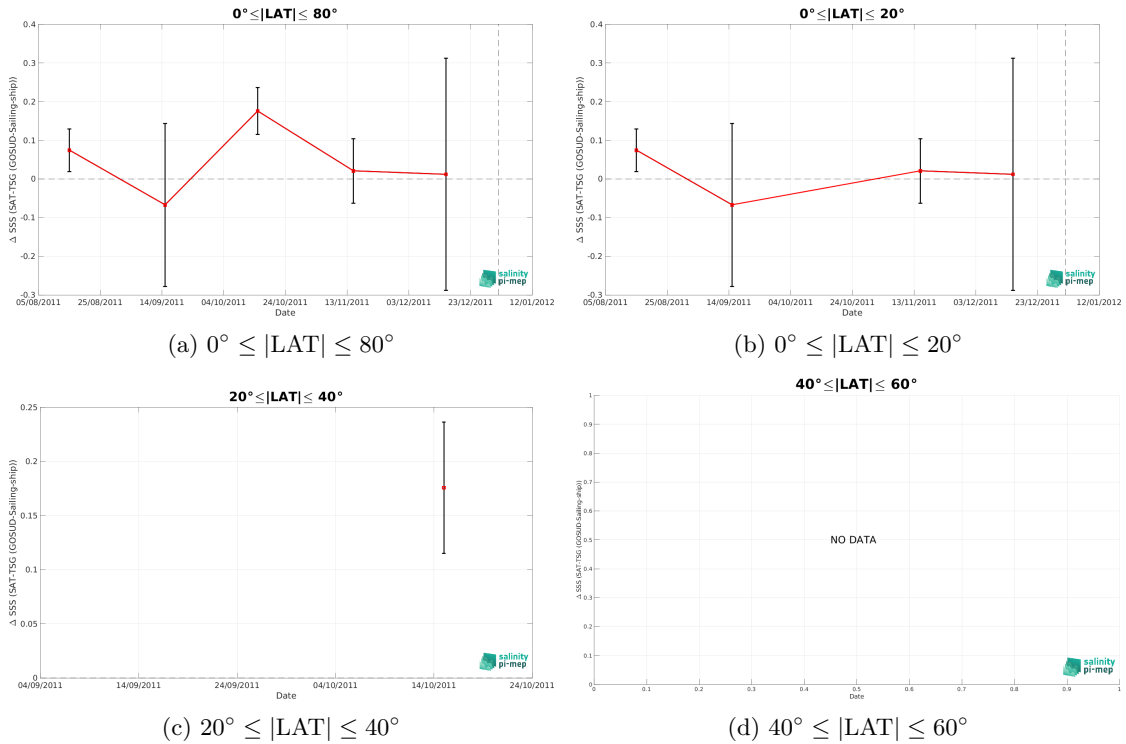 0°≤|LAT|≤ 80°
Δ SSS (SAT-TSG (GOSUD-Sailing-ship))
0.4
0.3
0.2
0.1
0
-0.1
-0.2
-0.3
05/08/2011 25/08/2011 14/09/2011 04/10/2011 24/10/2011 13/11/2011 03/12/2011 23/12/2011 12/01/2012
Date
salinity
pi-mep
(a) 0° ≤ |LAT| ≤ 80°
0°≤|LAT|≤ 20°
Δ SSS (SAT-TSG (GOSUD-Sailing-ship))
0.4
0.3
0.2
0.1
0
-0.1
-0.2
-0.3
05/08/2011 25/08/2011 14/09/2011 04/10/2011 24/10/2011 13/11/2011 03/12/2011 23/12/2011 12/01/2012
Date
salinity
pi-mep
(b) 0° ≤ |LAT| ≤ 20°
20°≤|LAT|≤ 40°
Δ SSS (SAT-TSG (GOSUD-Sailing-ship))
0.25
0.2
0.15
0.1
0.05
0
04/09/2011 14/09/2011 24/09/2011 04/10/2011 14/10/2011 24/10/2011
Date
salinity
pi-mep
(c) 20° ≤ |LAT| ≤ 40°
40°≤|LAT|≤ 60°
Δ SSS (SAT-TSG (GOSUD-Sailing-ship))
1
0.9
0.8
0.7
0.6
0.5
0.4
0.3
0.2
0.1
0
NO DATA
0 0.1 0.2 0.3 0.4 0.5 0.6 0.7 0.8 0.9 1
Date
salinity
pi-mep
(d) 40° ≤ |LAT| ≤ 60°